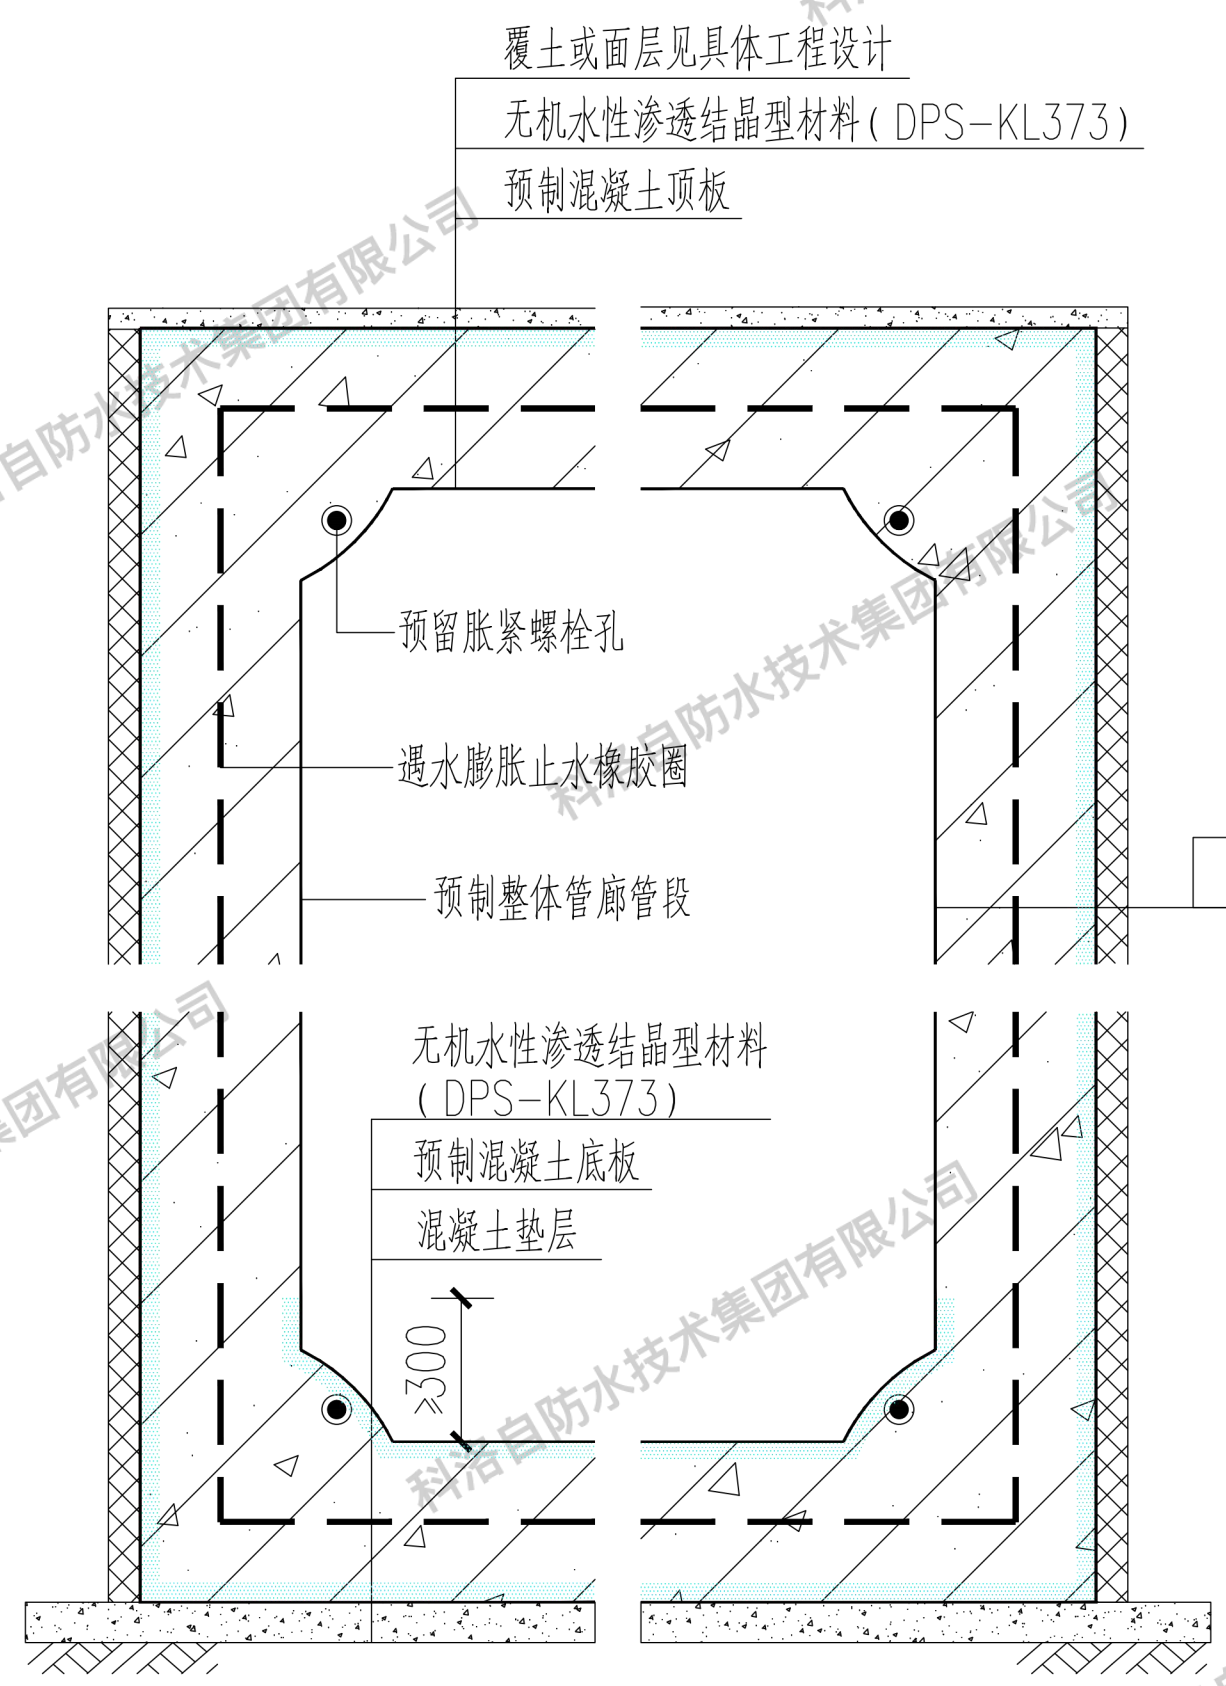 覆土或面层见具体工程设计
无机水性渗透结晶型材料(DPS-KL373)
预制混凝土顶板
预留胀紧螺栓孔
遇水膨胀止水橡胶圈
预制整体管廊管段
无机水性渗透结晶型材料
(DPS-KL373)
预制混凝土底板
混凝土垫层
≥300
自防水技术集团有限公司
科洛自防水技术集团有限公司
集团有限公司
科洛自防水技术集团有限公司